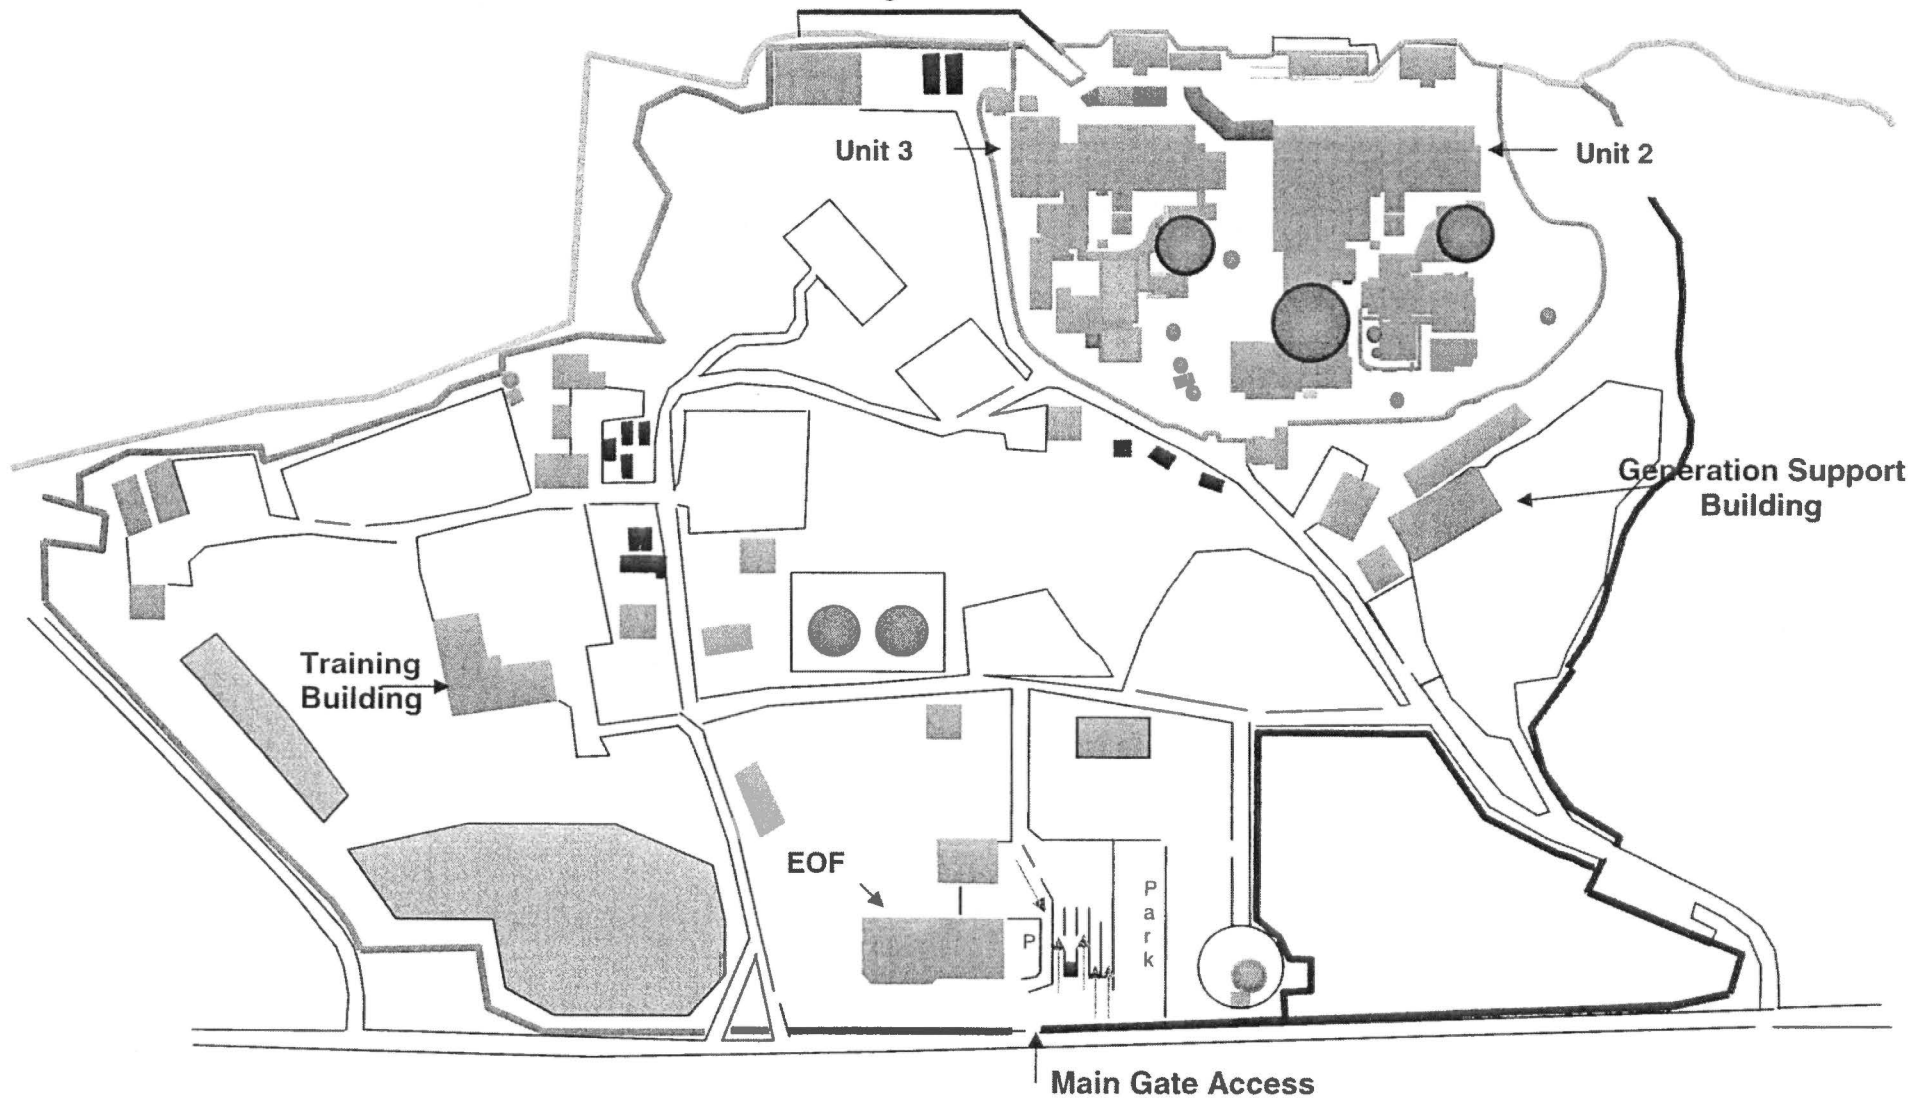 Unit 3
Unit 2
Generation Support
Building
Training
Building
EOF
Park
P
Main Gate Access